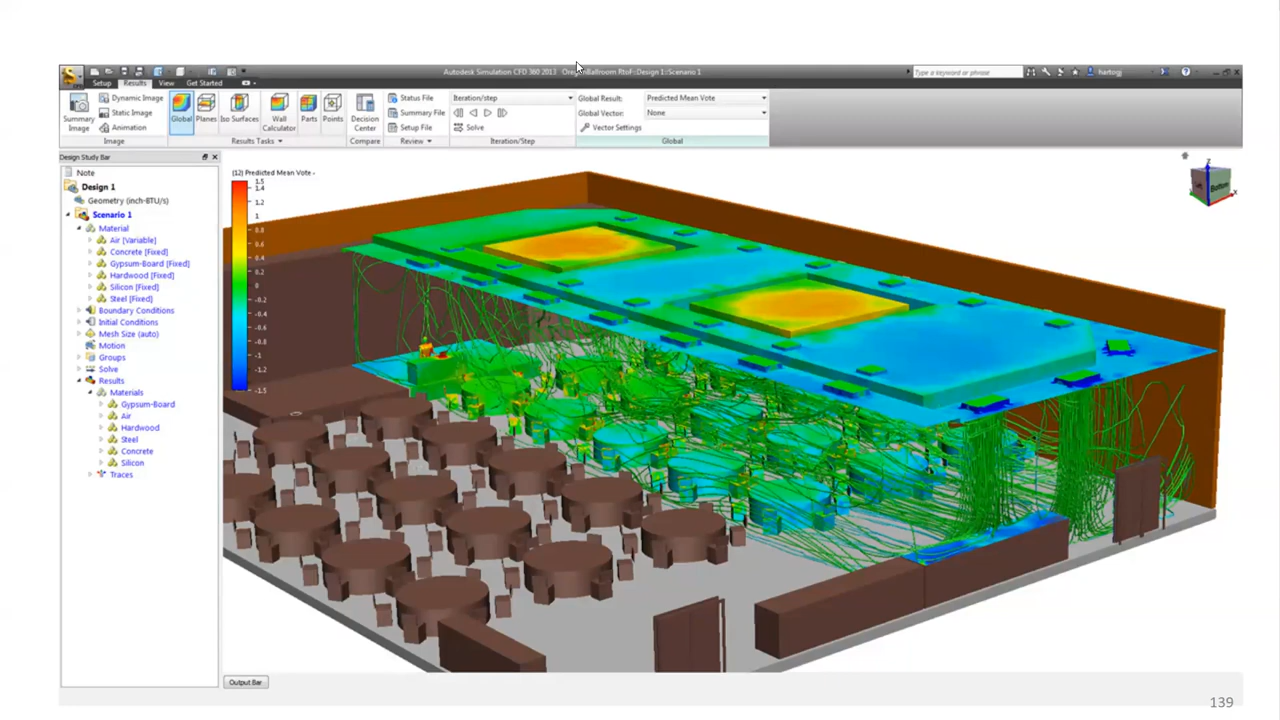 Autodesk Simulation CFD 360 2013 Oregon Ballroom RtoF::Design 1::Scenario 1
Type a keyword or phrase
hartogj
Setup Results View Get Started
Summary Image
Dynamic Image
Static Image
Animation
Image
Global
Planes
Iso Surfaces
Wall Calculator
Parts
Points
Results Tasks
Decision Center
Compare
Status File
Summary File
Setup File
Review
Iteration/step
Solve
Iteration/Step
Global Result: Predicted Mean Vote
Global Vector: None
Vector Settings
Global
Design Study Bar
Note
Design 1
Geometry (inch-BTU/s)
Scenario 1
Material
Air [Variable]
Concrete [Fixed]
Gypsum-Board [Fixed]
Hardwood [Fixed]
Silicon [Fixed]
Steel [Fixed]
Boundary Conditions
Initial Conditions
Mesh Size (auto)
Motion
Groups
Solve
Results
Materials
Gypsum-Board
Air
Hardwood
Steel
Concrete
Silicon
Traces
(12) Predicted Mean Vote -
1.5
1.4
1.2
1
0.8
0.6
0.4
0.2
0
-0.2
-0.4
-0.6
-0.8
-1
-1.2
-1.5
Bottom
Output Bar
139